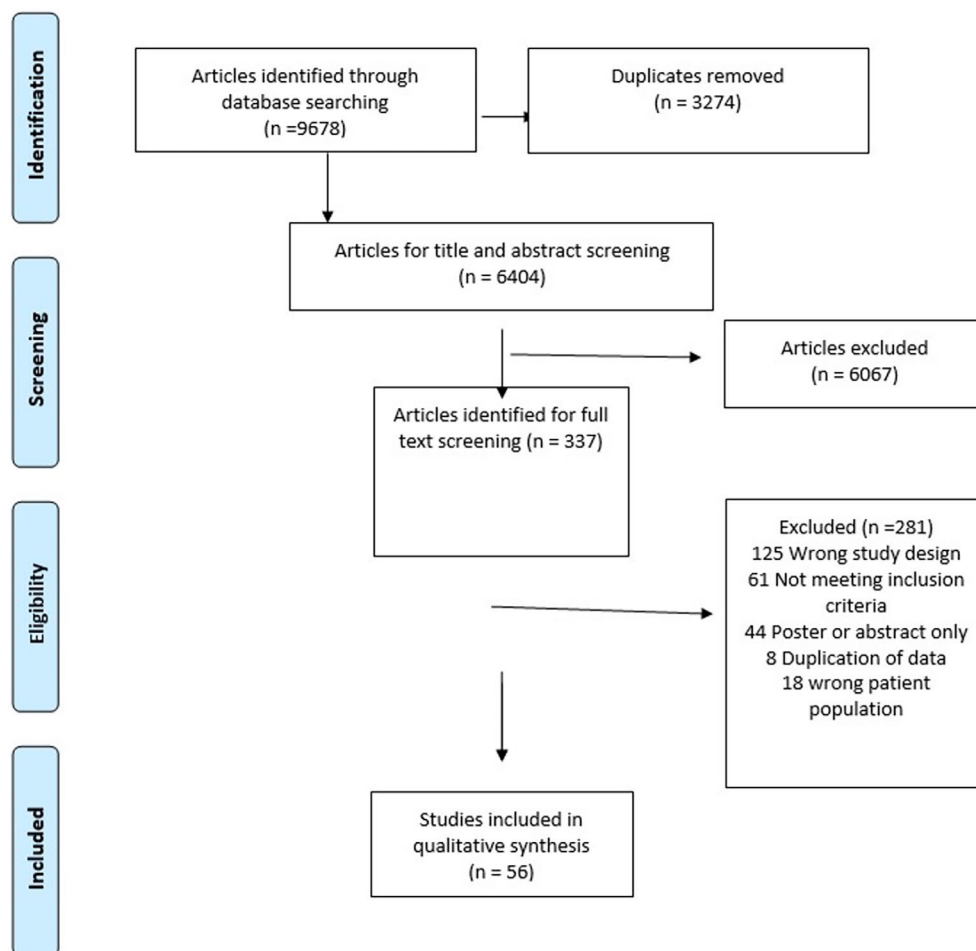 Identification
Articles identified through
database searching
(n =9678)
Duplicates removed
(n = 3274)
Articles for title and abstract screening
(n = 6404)
Screening
Articles excluded
(n = 6067)
Articles identified for full
text screening (n = 337)
Eligibility
Excluded (n =281)
125 Wrong study design
61 Not meeting inclusion
criteria
44 Poster or abstract only
8 Duplication of data
18 wrong patient
population
Included
Studies included in
qualitative synthesis
(n = 56)